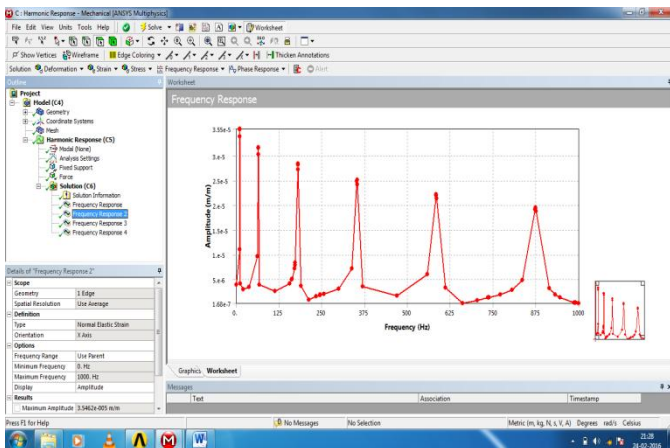 C : Harmonic Response - Mechanical [ANSYS Multiphysics]
File Edit View Units Tools Help Solve Worksheet
Show Vertices Wireframe Edge Coloring Thicken Annotations
Solution Deformation Strain Stress Frequency Response Phase Response Alert
Outline
Project
Model (C4)
Geometry
Coordinate Systems
Mesh
Harmonic Response (C5)
Modal (None)
Analysis Settings
Fixed Support
Force
Solution (C6)
Solution Information
Frequency Response
Frequency Response 2
Frequency Response 3
Frequency Response 4
Details of "Frequency Response 2"
Scope
Geometry 1 Edge
Spatial Resolution Use Average
Definition
Type Normal Elastic Strain
Orientation X Axis
Options
Frequency Range Use Parent
Minimum Frequency 0. Hz
Maximum Frequency 1000. Hz
Display Amplitude
Results
Maximum Amplitude 3.5462e-005 m/m
Worksheet
Frequency Response
Amplitude (m/m)
3.55e-5
3.e-5
2.5e-5
2.e-5
1.5e-5
1.e-5
5.e-6
1.60e-7
0. 125 250 375 500 625 750 875 1000
Frequency (Hz)
Graphics Worksheet
Messages
Text Association Timestamp
Press F1 for Help No Messages No Selection Metric (m, kg, N, s, V, A) Degrees rad/s Celsius
21:28
24-02-2016